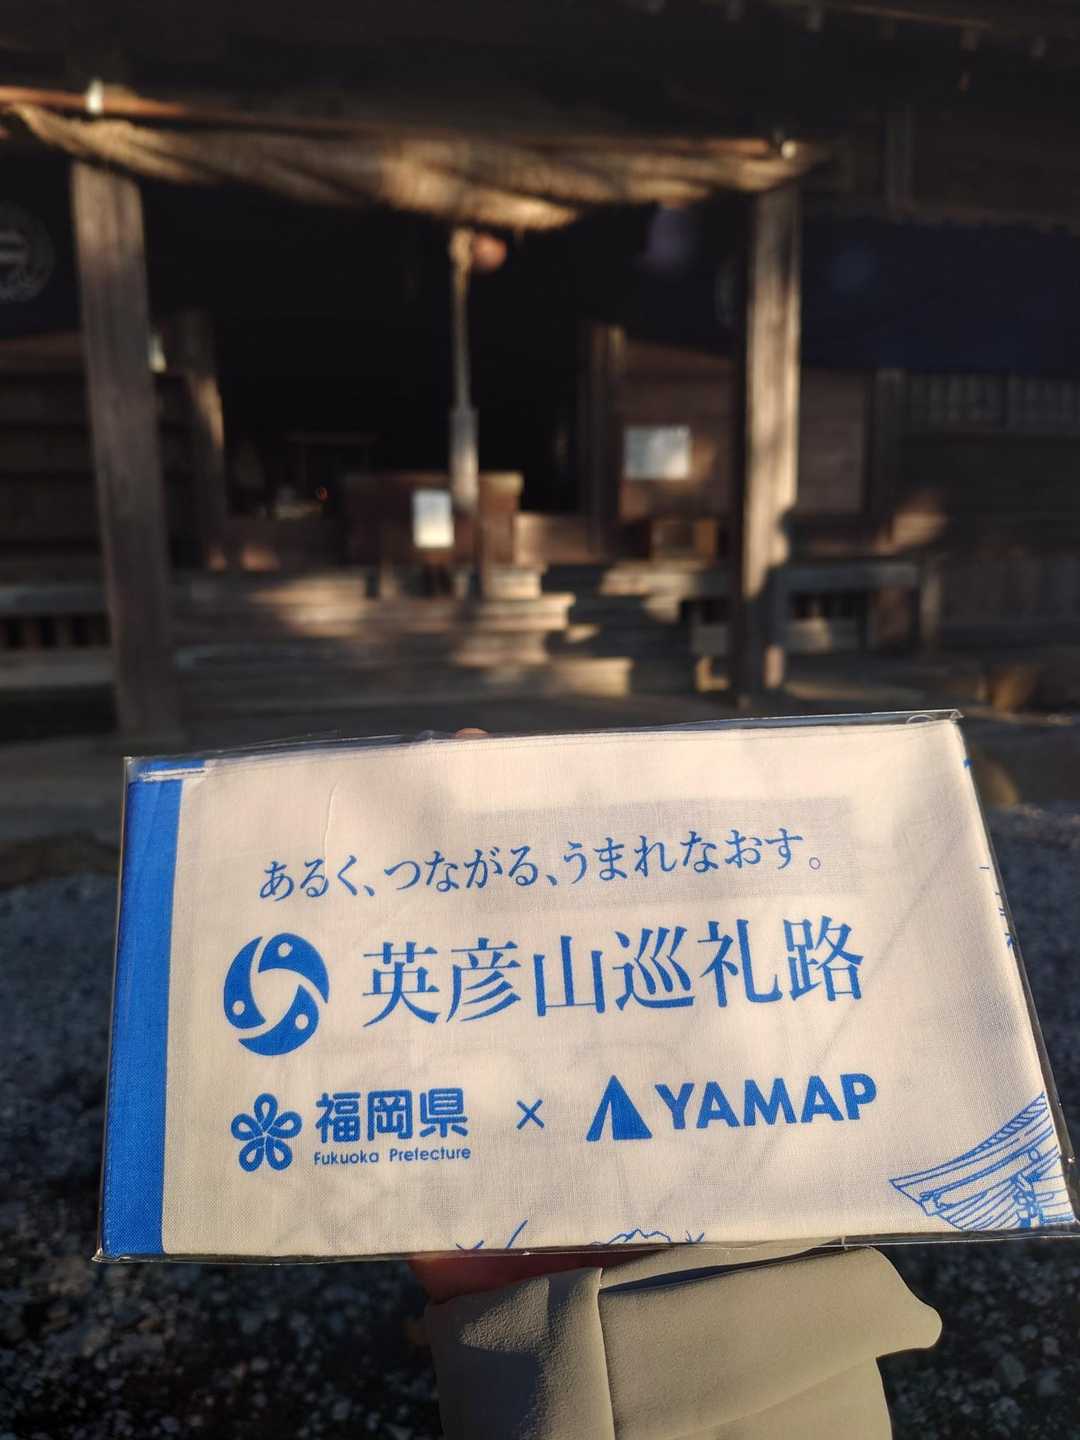 あるく、つながる、うまれなおす。
英彦山巡礼路
福岡県 × YAMAP
Fukuoka Prefecture